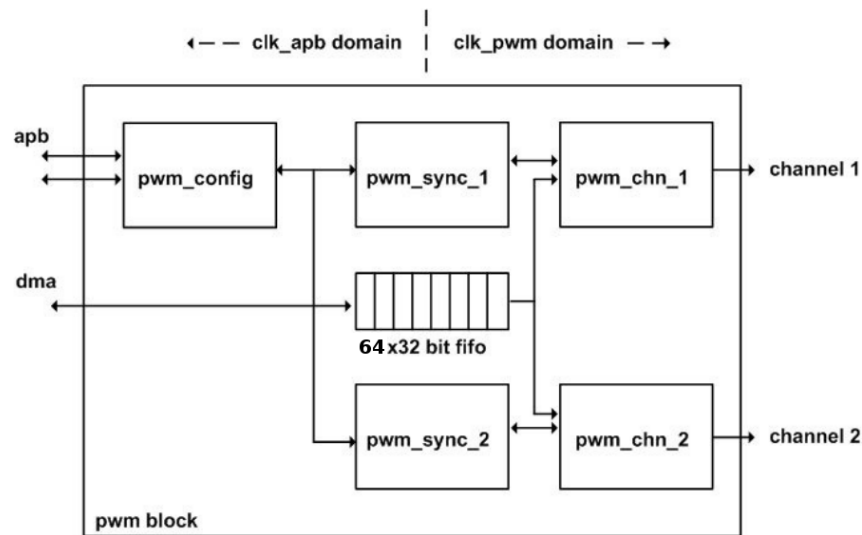 clk_apb domain
clk_pwm domain
apb
pwm_config
pwm_sync_1
pwm_chn_1
channel 1
dma
64x32 bit fifo
pwm_sync_2
pwm_chn_2
channel 2
pwm block